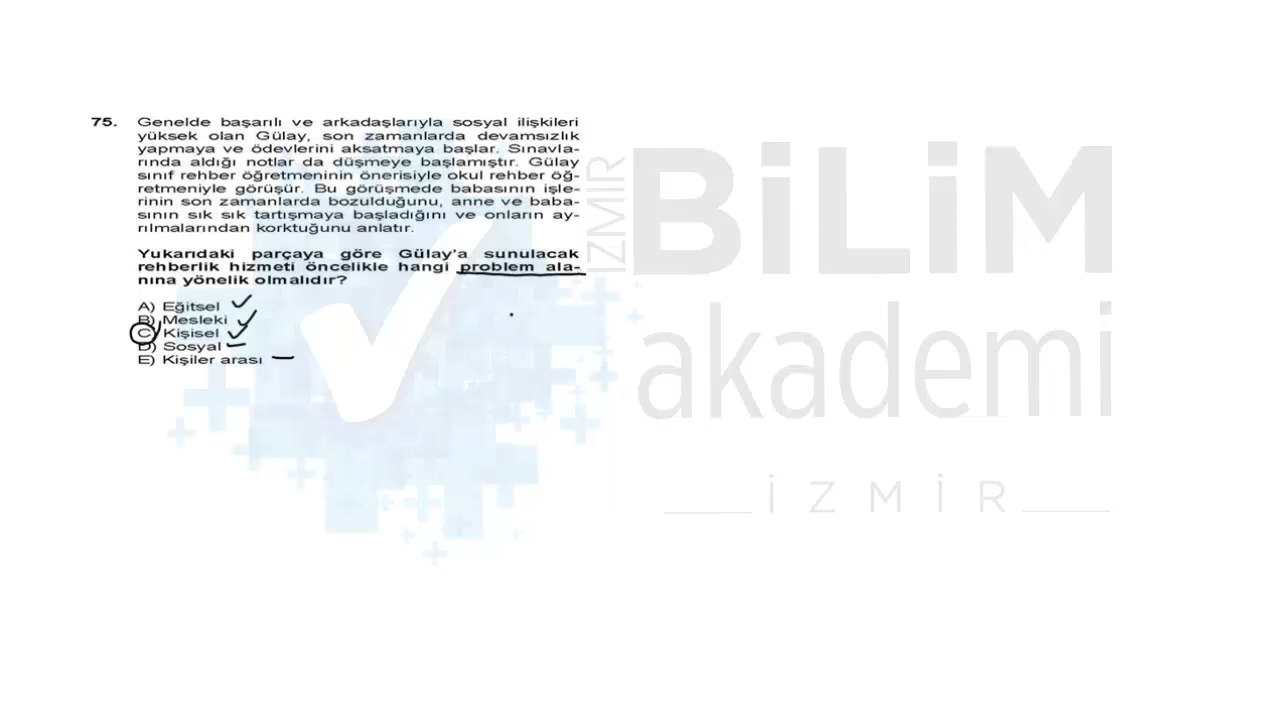 75. Genelde başarılı ve arkadaşlarıyla sosyal ilişkileri
yüksek olan Gülay, son zamanlarda devamsızlık
yapmaya ve ödevlerini aksatmaya başlar. Sınavla-
rında aldığı notlar da düşmeye başlamıştır. Gülay
sınıf rehber öğretmeninin önerisiyle okul rehber öğ-
retmeniyle görüşür. Bu görüşmede babasının işle-
rinin son zamanlarda bozulduğunu, anne ve baba-
sının sık sık tartışmaya başladığını ve onların ay-
rılmalarından korktuğunu anlatır.
Yukarıdaki parçaya göre Gülay'a sunulacak
rehberlik hizmeti öncelikle hangi problem ala-
nına yönelik olmalıdır?
A) Eğitsel
B) Mesleki
C) Kişisel
D) Sosyal
E) Kişiler arası
İZMİR
BiLiM
akademi
İZMİR